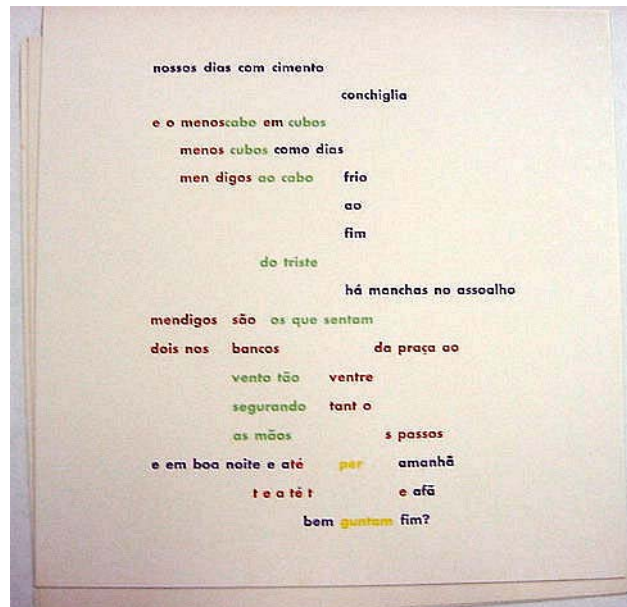 nossos dias com cimento
conchiglia
e o menoscabo em cubos
menos cubos como dias
men digos ao cabo frio
ao
fim
do triste
há manchas no assoalho
mendigos são os que sentam
dois nos bancos da praça ao
vento tão ventre
segurando tant o
as mãos s passos
e em boa noite e até per amanhã
t e a té t e afã
bem guntam fim?